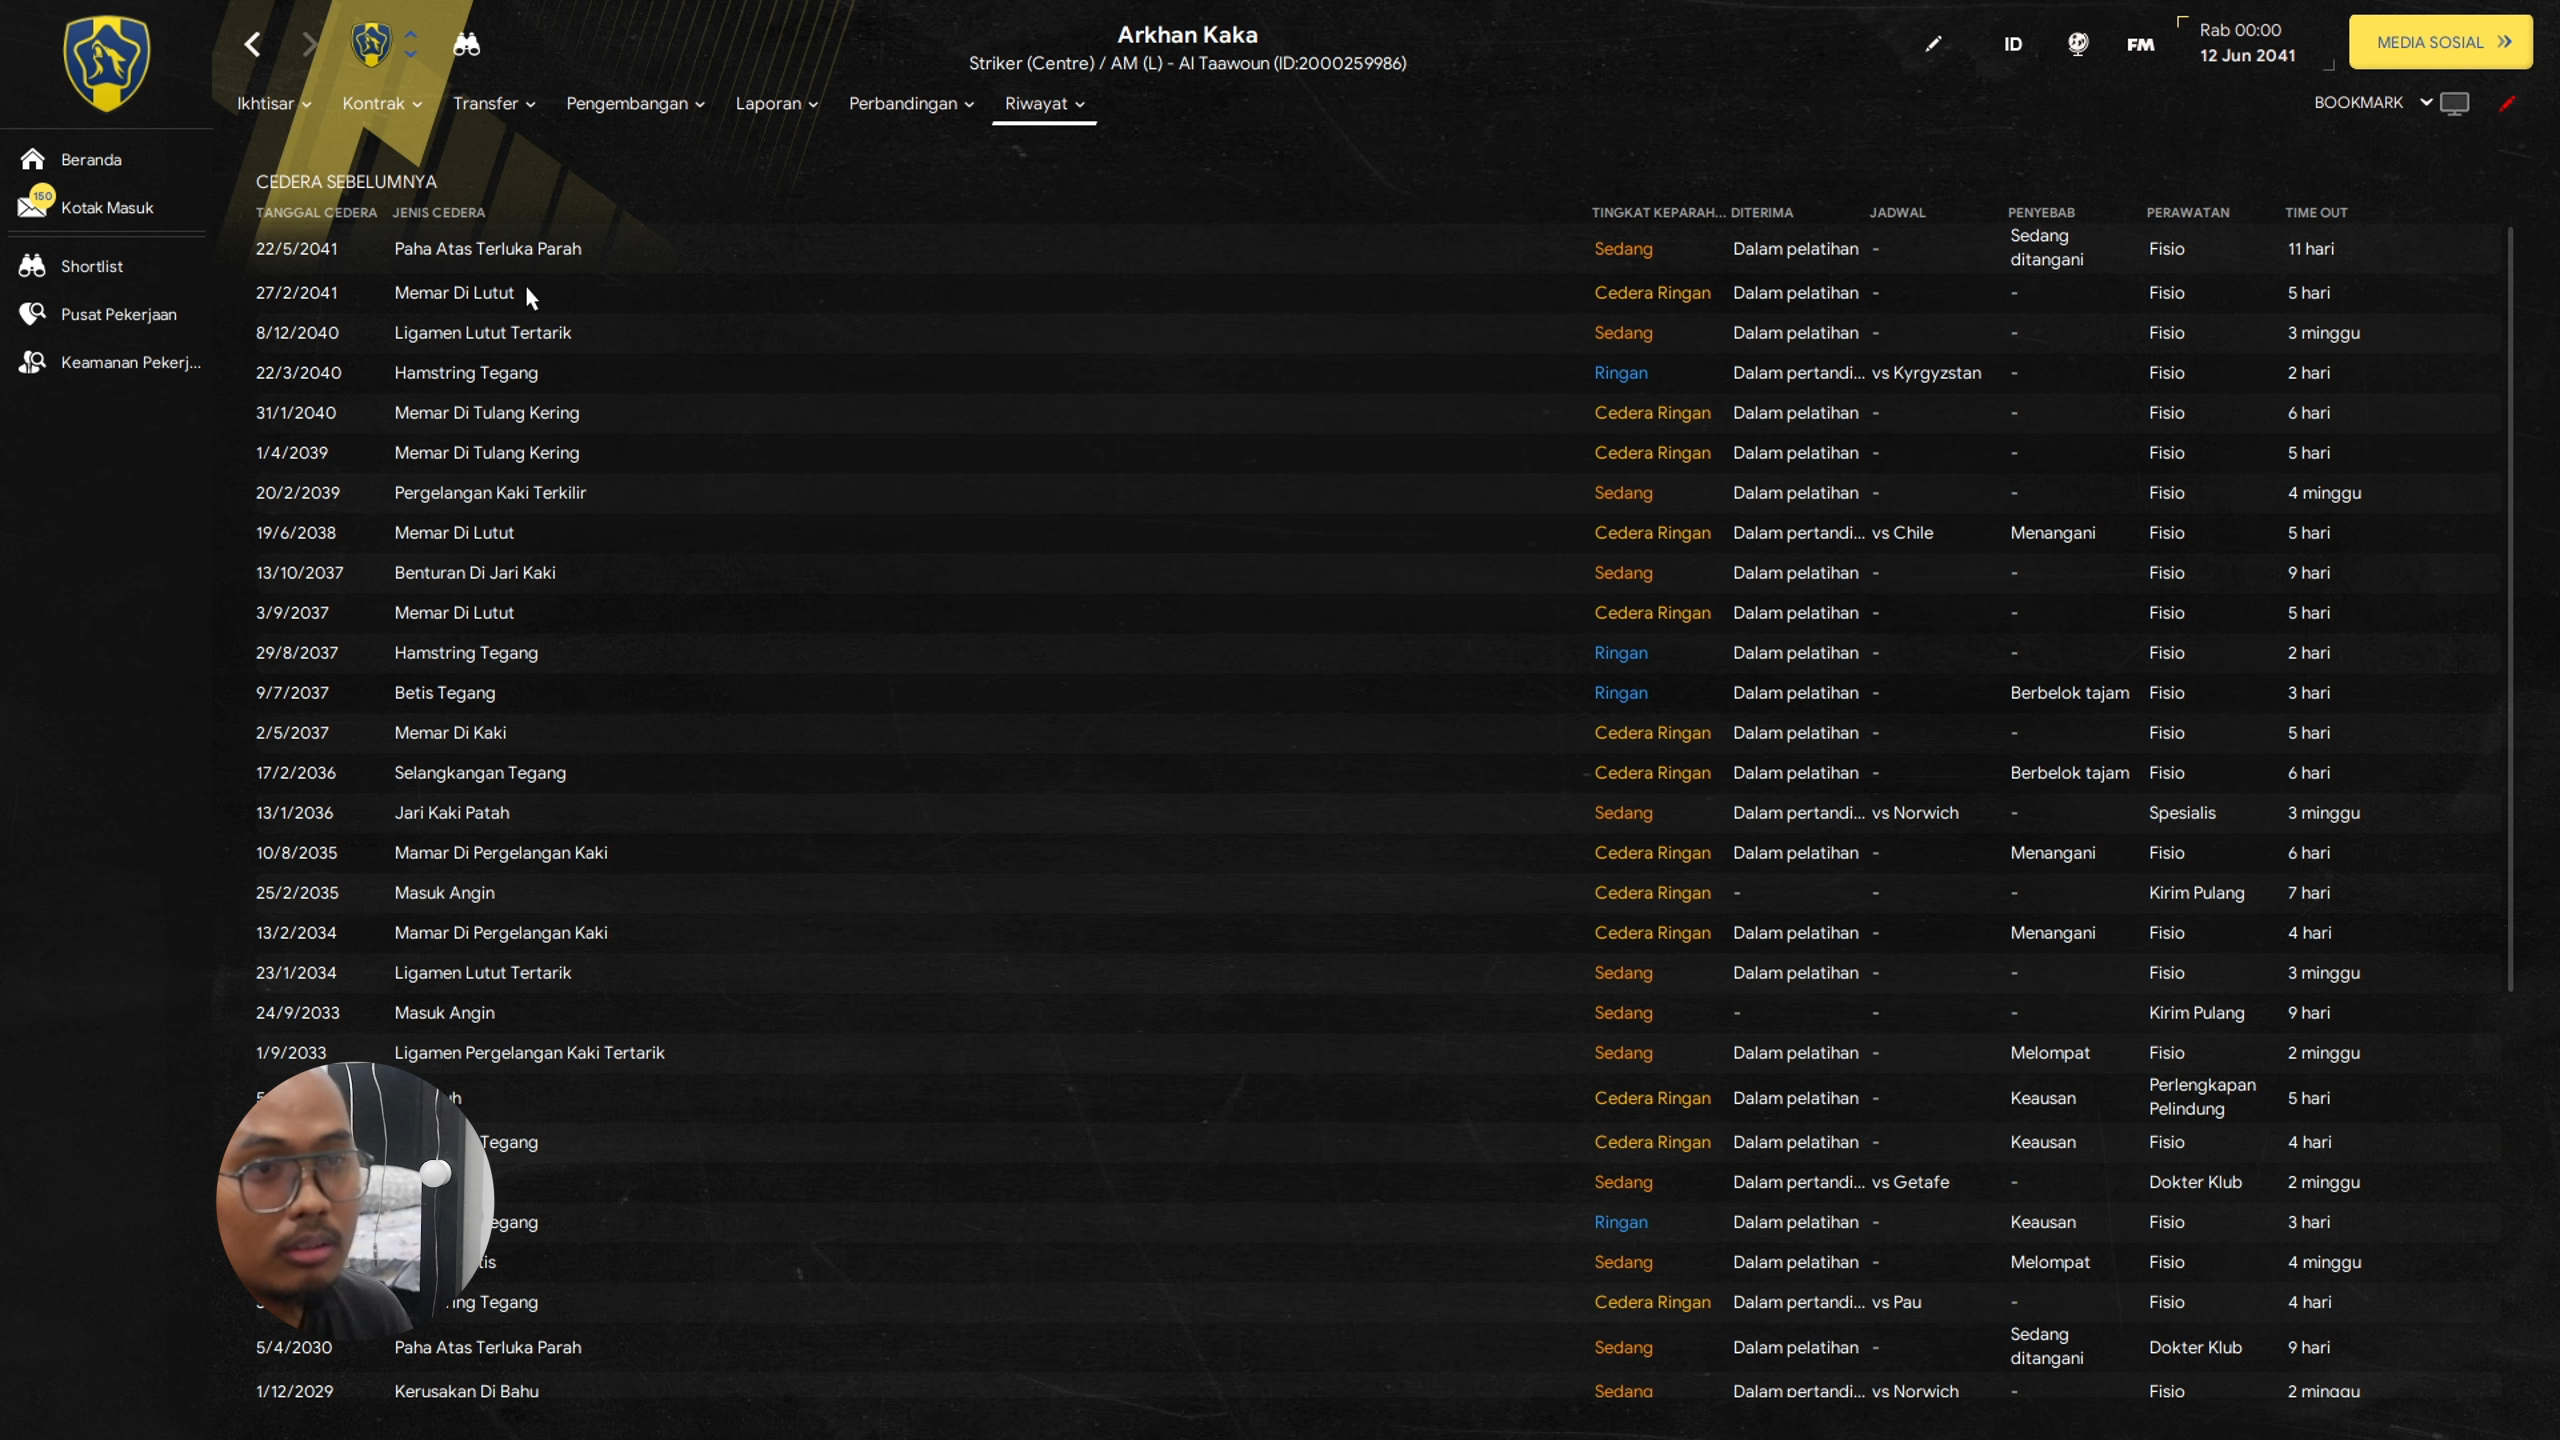 Arkhan Kaka
Striker (Centre) / AM (L) - Al Taawoun (ID:2000259986)
ID
FM
Rab 00:00
12 Jun 2041
MEDIA SOSIAL
Ikhtisar
Kontrak
Transfer
Pengembangan
Laporan
Perbandingan
Riwayat
BOOKMARK
Beranda
150
Kotak Masuk
Shortlist
Pusat Pekerjaan
Keamanan Pekerj...
CEDERA SEBELUMNYA
TANGGAL CEDERA JENIS CEDERA TINGKAT KEPARAH... DITERIMA JADWAL PENYEBAB PERAWATAN TIME OUT
22/5/2041 Paha Atas Terluka Parah Sedang Dalam pelatihan - Sedang ditangani Fisio 11 hari
27/2/2041 Memar Di Lutut Cedera Ringan Dalam pelatihan - - Fisio 5 hari
8/12/2040 Ligamen Lutut Tertarik Sedang Dalam pelatihan - - Fisio 3 minggu
22/3/2040 Hamstring Tegang Ringan Dalam pertandi... vs Kyrgyzstan - Fisio 2 hari
31/1/2040 Memar Di Tulang Kering Cedera Ringan Dalam pelatihan - - Fisio 6 hari
1/4/2039 Memar Di Tulang Kering Cedera Ringan Dalam pelatihan - - Fisio 5 hari
20/2/2039 Pergelangan Kaki Terkilir Sedang Dalam pelatihan - - Fisio 4 minggu
19/6/2038 Memar Di Lutut Cedera Ringan Dalam pertandi... vs Chile Menangani Fisio 5 hari
13/10/2037 Benturan Di Jari Kaki Sedang Dalam pelatihan - - Fisio 9 hari
3/9/2037 Memar Di Lutut Cedera Ringan Dalam pelatihan - - Fisio 5 hari
29/8/2037 Hamstring Tegang Ringan Dalam pelatihan - - Fisio 2 hari
9/7/2037 Betis Tegang Ringan Dalam pelatihan - Berbelok tajam Fisio 3 hari
2/5/2037 Memar Di Kaki Cedera Ringan Dalam pelatihan - - Fisio 5 hari
17/2/2036 Selangkangan Tegang Cedera Ringan Dalam pelatihan - Berbelok tajam Fisio 6 hari
13/1/2036 Jari Kaki Patah Sedang Dalam pertandi... vs Norwich - Spesialis 3 minggu
10/8/2035 Mamar Di Pergelangan Kaki Cedera Ringan Dalam pelatihan - Menangani Fisio 6 hari
25/2/2035 Masuk Angin Cedera Ringan - - - Kirim Pulang 7 hari
13/2/2034 Mamar Di Pergelangan Kaki Cedera Ringan Dalam pelatihan - Menangani Fisio 4 hari
23/1/2034 Ligamen Lutut Tertarik Sedang Dalam pelatihan - - Fisio 3 minggu
24/9/2033 Masuk Angin Sedang - - - Kirim Pulang 9 hari
1/9/2033 Ligamen Pergelangan Kaki Tertarik Sedang Dalam pelatihan - Melompat Fisio 2 minggu
Cedera Ringan Dalam pelatihan - Keausan Perlengkapan Pelindung 5 hari
Tegang Cedera Ringan Dalam pelatihan - Keausan Fisio 4 hari
Sedang Dalam pertandi... vs Getafe - Dokter Klub 2 minggu
Ringan Dalam pelatihan - Keausan Fisio 3 hari
Sedang Dalam pelatihan - Melompat Fisio 4 minggu
Tegang Cedera Ringan Dalam pertandi... vs Pau - Fisio 4 hari
5/4/2030 Paha Atas Terluka Parah Sedang Dalam pelatihan - Sedang ditangani Dokter Klub 9 hari
1/12/2029 Kerusakan Di Bahu Sedang Dalam pertandi... vs Norwich - Fisio 2 minggu